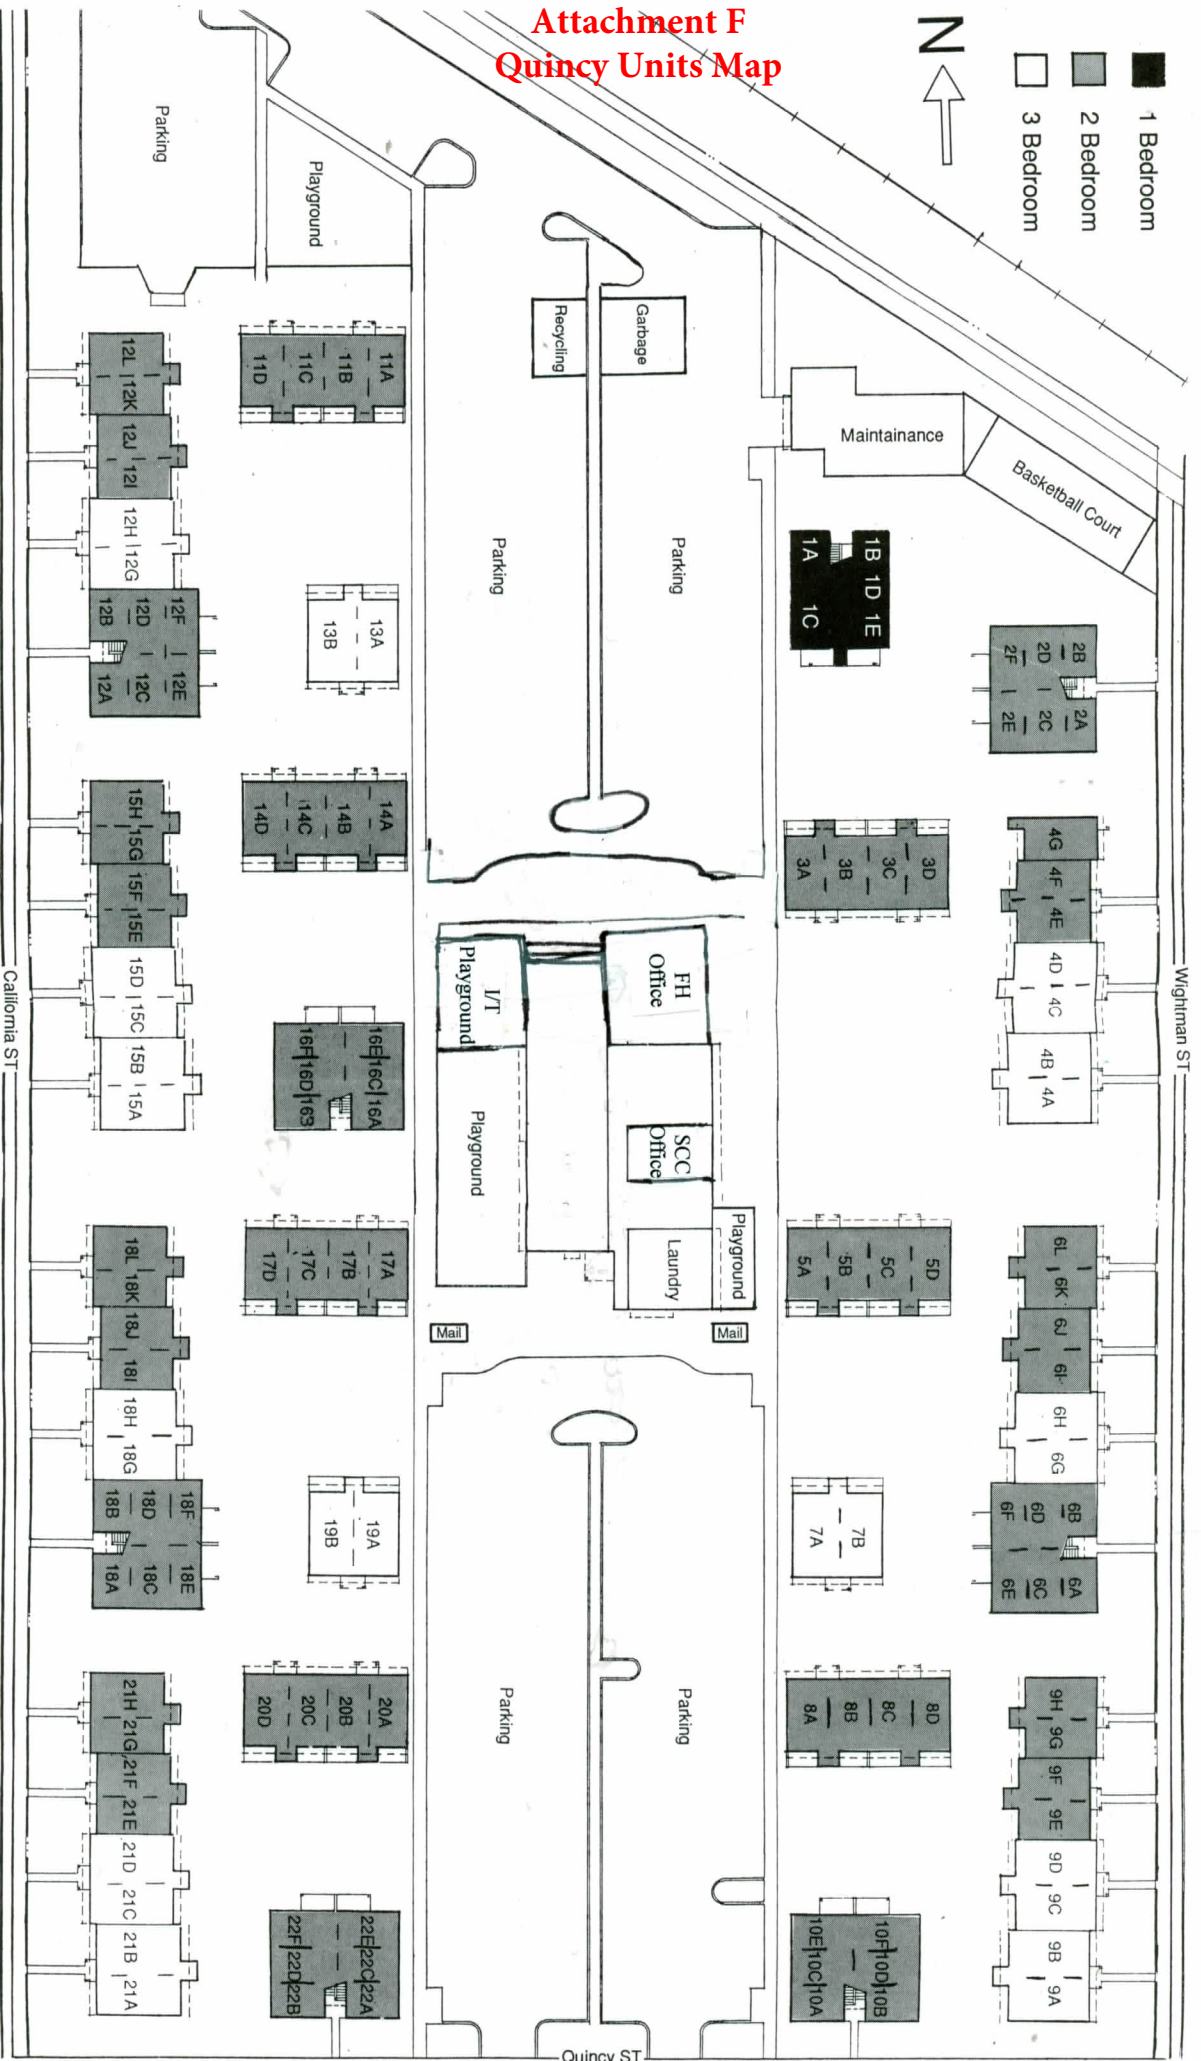 Attachment F
Quincy Units Map
N
1 Bedroom
2 Bedroom
3 Bedroom
Parking
Playground
Recycling
Garbage
Maintainance
Basketball Court
12L
12K
12J
12I
12H
12G
12F
12D
12B
12E
12C
12A
11A
11B
11C
11D
13A
13B
Parking
Parking
1A
1B
1C
1D
1E
2B
2D
2F
2A
2C
2E
15H
15G
15F
15E
15D
15C
15B
15A
14A
14B
14C
14D
16E
16C
16A
16F
16D
16B
3A
3B
3C
3D
4G
4F
4E
4D
4C
4B
4A
I/T
Playground
FH
Office
SCC
Office
Playground
Playground
Laundry
Mail
Mail
California ST
Wightman ST
18L
18K
18J
18I
18H
18G
18F
18D
18B
18E
18C
18A
17A
17B
17C
17D
19A
19B
5A
5B
5C
5D
7A
7B
6L
6K
6J
6I
6H
6G
6B
6D
6F
6A
6C
6E
Parking
Parking
21H
21G
21F
21E
21D
21C
21B
21A
20A
20B
20C
20D
22E
22C
22A
22F
22D
22B
8A
8B
8C
8D
10F
10D
10B
10E
10C
10A
9H
9G
9F
9E
9D
9C
9B
9A
Quincy ST